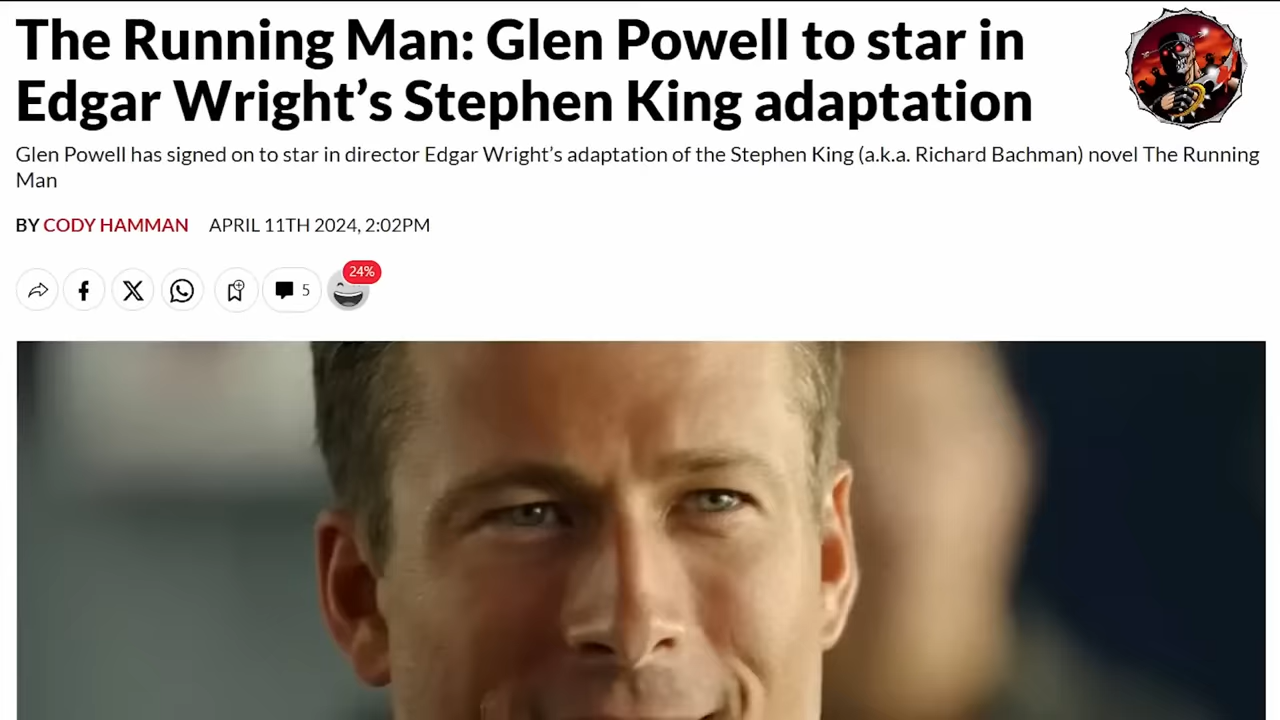 The Running Man: Glen Powell to star in
Edgar Wright’s Stephen King adaptation
Glen Powell has signed on to star in director Edgar Wright’s adaptation of the Stephen King (a.k.a. Richard Bachman) novel The Running
Man
BY CODY HAMMAN APRIL 11TH 2024, 2:02PM
24%
5